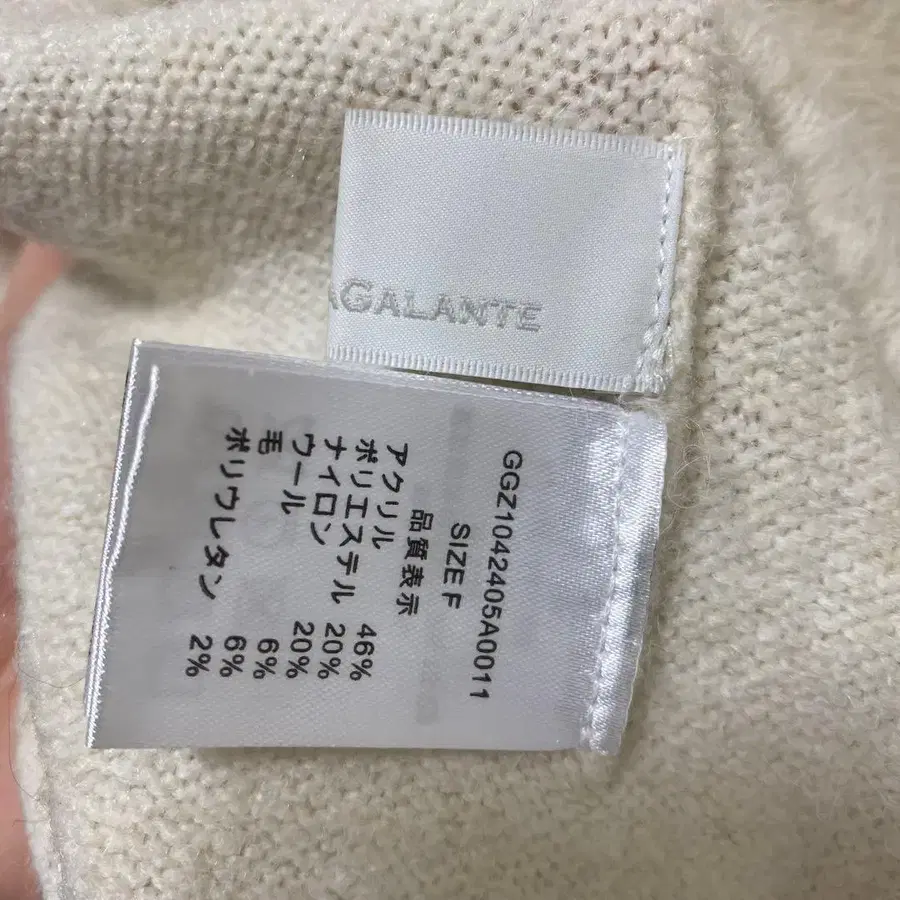 AGALANTE
GGZ1042405A0011
SIZE F
品質表示
アクリル 46%
ポリエステル 20%
ナイロン 20%
ウール 6%
毛 6%
ポリウレタン 2%